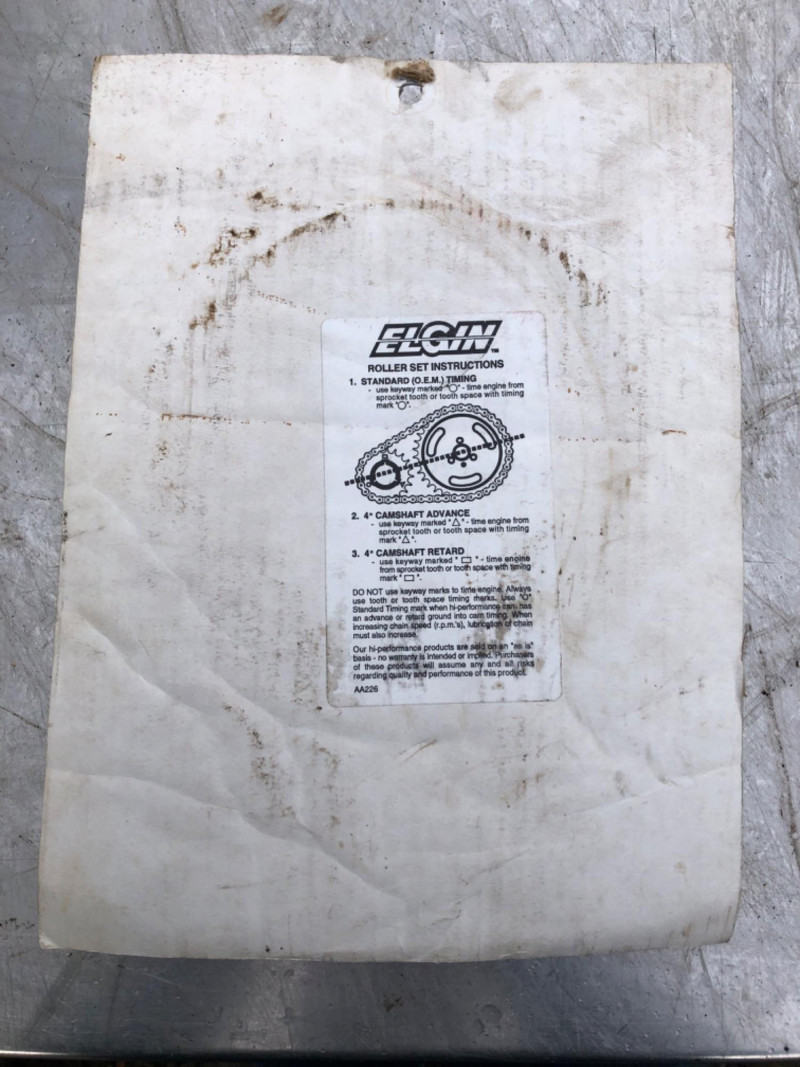 ELGIN™
ROLLER SET INSTRUCTIONS
1. STANDARD (O.E.M.) TIMING
- use keyway marked "○" - time engine from
sprocket tooth or tooth space with timing
mark "○".
2. 4° CAMSHAFT ADVANCE
- use keyway marked "△" - time engine from
sprocket tooth or tooth space with timing
mark "△".
3. 4° CAMSHAFT RETARD
- use keyway marked "▭" - time engine
from sprocket tooth or tooth space with timing
mark "▭".
DO NOT use keyway marks to time engine. Always
use tooth or tooth space timing marks. Use "O"
Standard Timing mark when hi-performance cam has
an advance or retard ground into cam timing. When
increasing chain speed (r.p.m.'s), lubrication of chain
must also increase.
Our hi-performance products are sold on an "as is"
basis - no warranty is intended or implied. Purchasers
of these products will assume any and all risks
regarding quality and performance of this product.
AA226